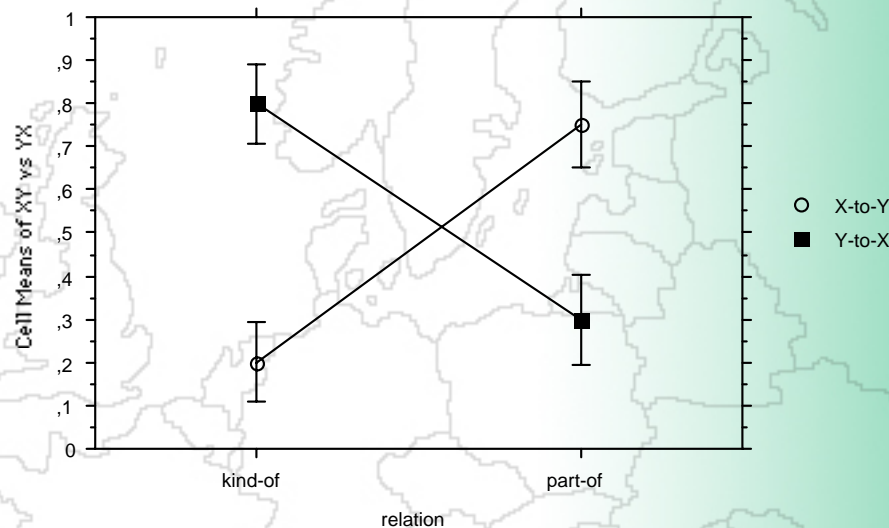 Cell Means of XY vs YX
1
,9
,8
,7
,6
,5
,4
,3
,2
,1
0
kind-of
part-of
relation
X-to-Y
Y-to-X